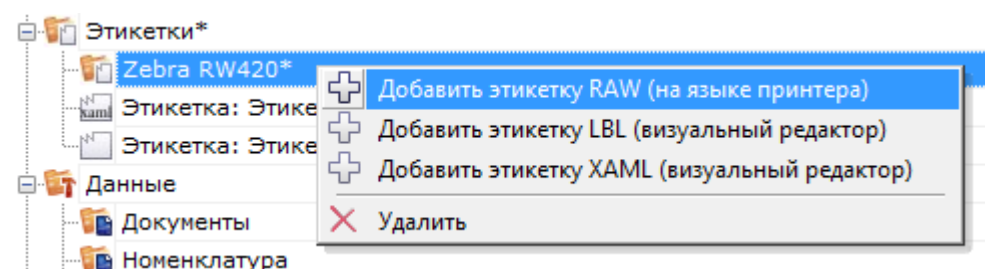 Этикетки*
Zebra RW420*
Добавить этикетку RAW (на языке принтера)
Этикетка: Этике
Добавить этикетку LBL (визуальный редактор)
Этикетка: Этике
Добавить этикетку XAML (визуальный редактор)
Данные
Удалить
Документы
Номенклатура
xaml